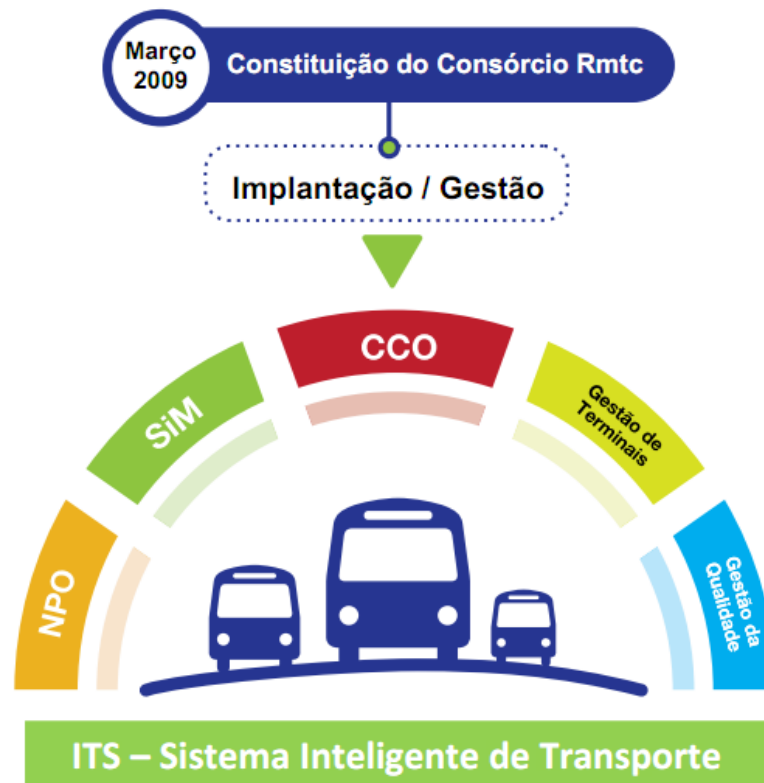 Março
2009
Constituição do Consórcio Rmtc
Implantação / Gestão
NPO
SiM
CCO
Gestão de
Terminais
Gestão da
Qualidade
ITS – Sistema Inteligente de Transporte